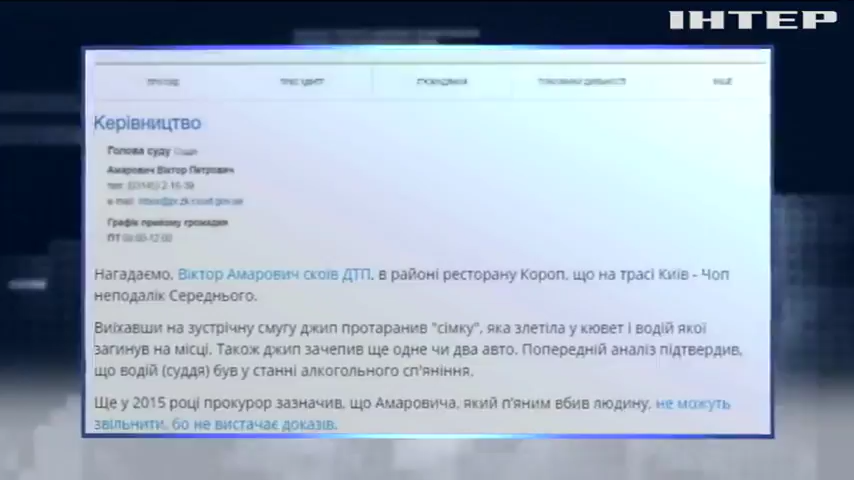 ІНТЕР
Керівництво
Голова суду
Амарович Віктор Петрович
Графік прийому громадян
Нагадаємо, Віктор Амарович скоїв ДТП, в районі ресторану Короп, що на трасі Київ - Чоп
неподалік Середнього.
Виїхавши на зустрічну смугу джип протаранив "сімку", яка злетіла у кювет і водій якої
загинув на місці. Також джип зачепив ще одне чи два авто. Попередній аналіз підтвердив,
що водій (суддя) був у станні алкогольного сп'яніння.
Ще у 2015 році прокурор зазначив, що Амаровича, який п'яним вбив людину, не можуть
звільнити, бо не вистачає доказів.